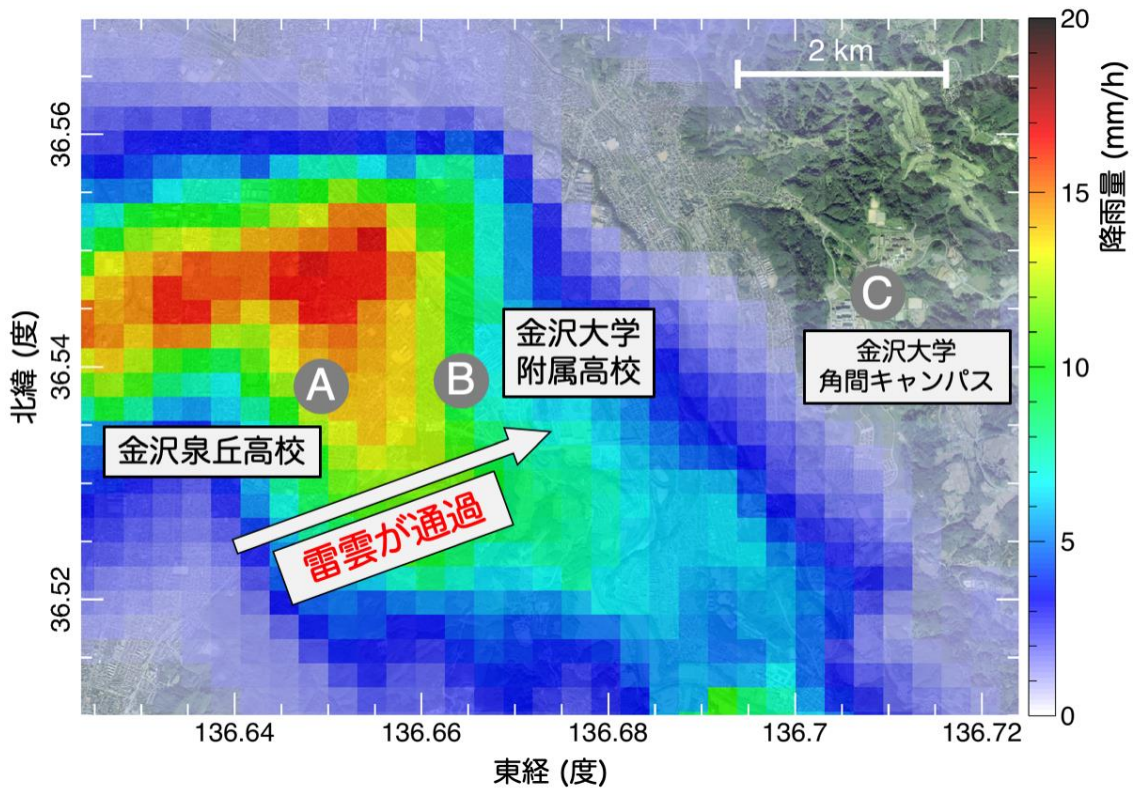 2 km
20
15
10
5
0
降雨量 (mm/h)
36.56
36.54
36.52
北緯 (度)
A
B
C
金沢大学
附属高校
金沢大学
角間キャンパス
金沢泉丘高校
雷雲が通過
136.64
136.66
136.68
136.7
136.72
東経 (度)